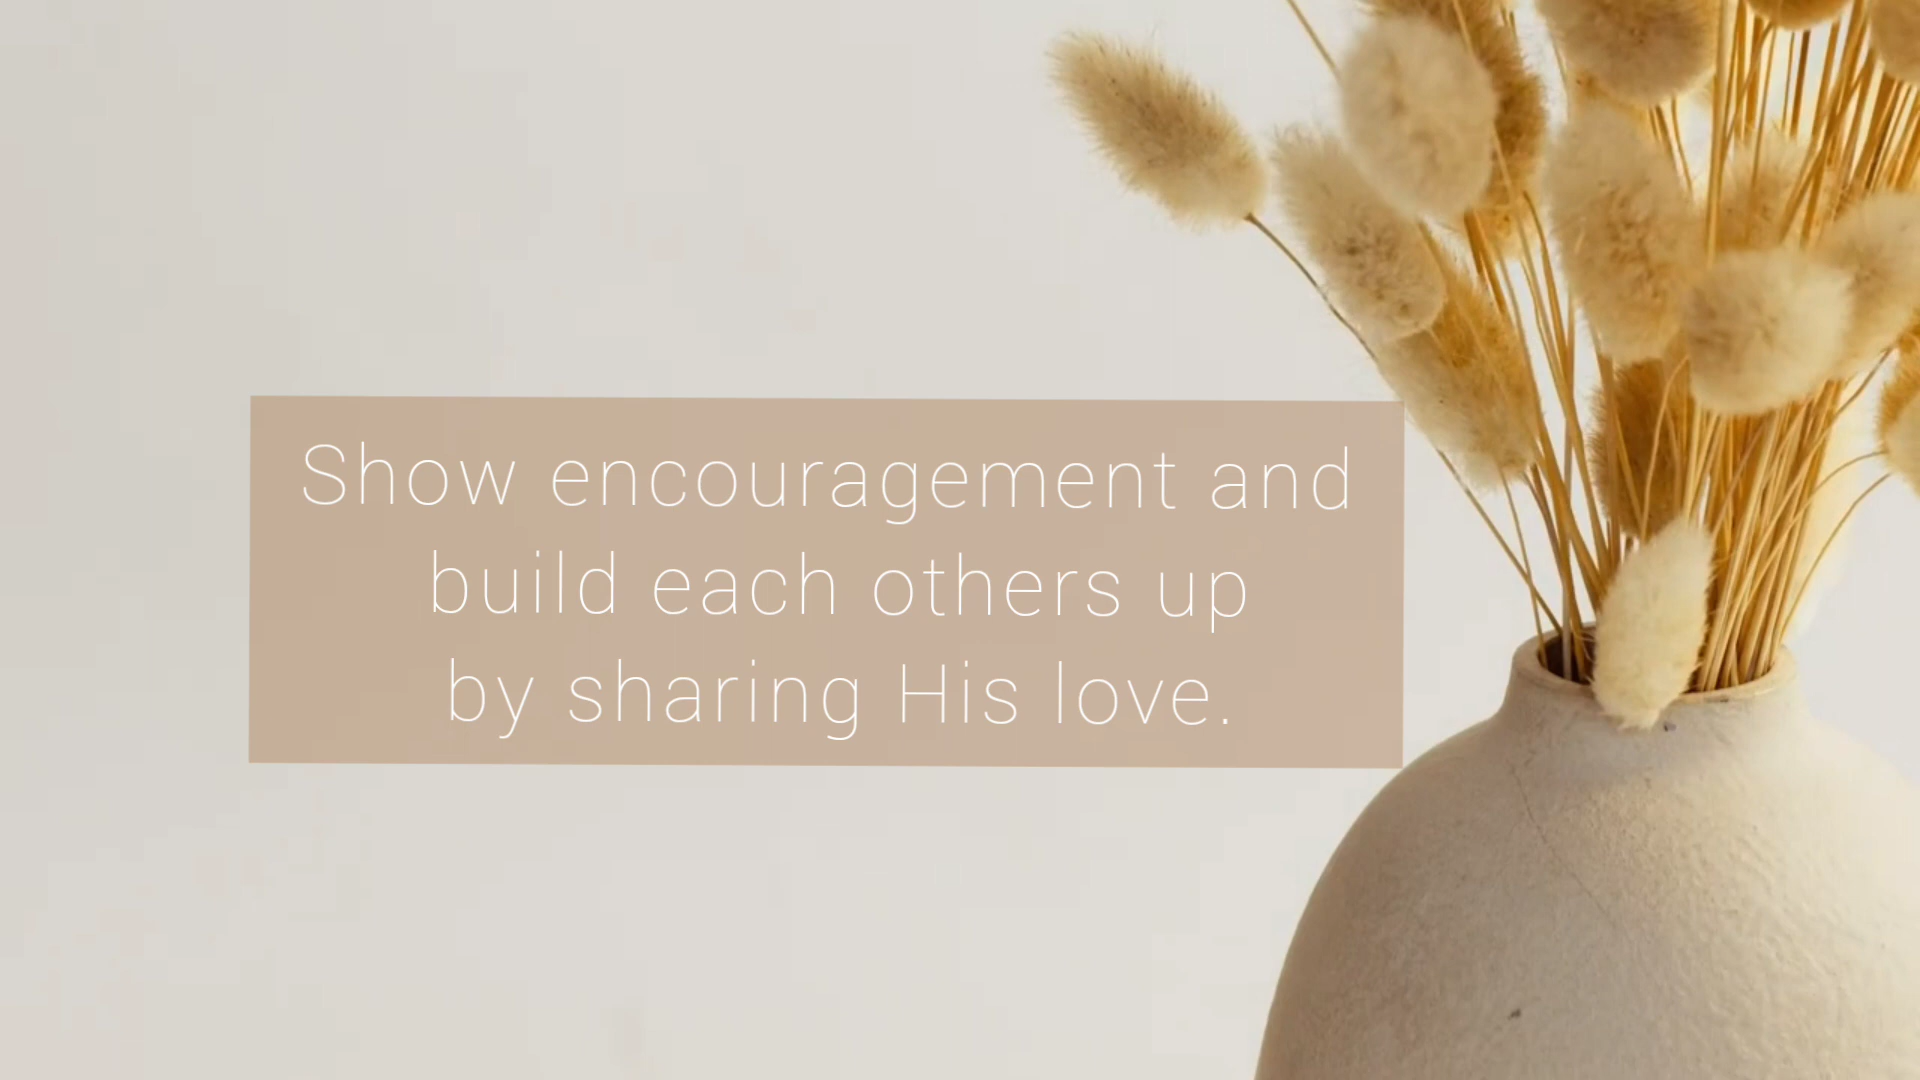 Show encouragement and
build each others up
by sharing His love.